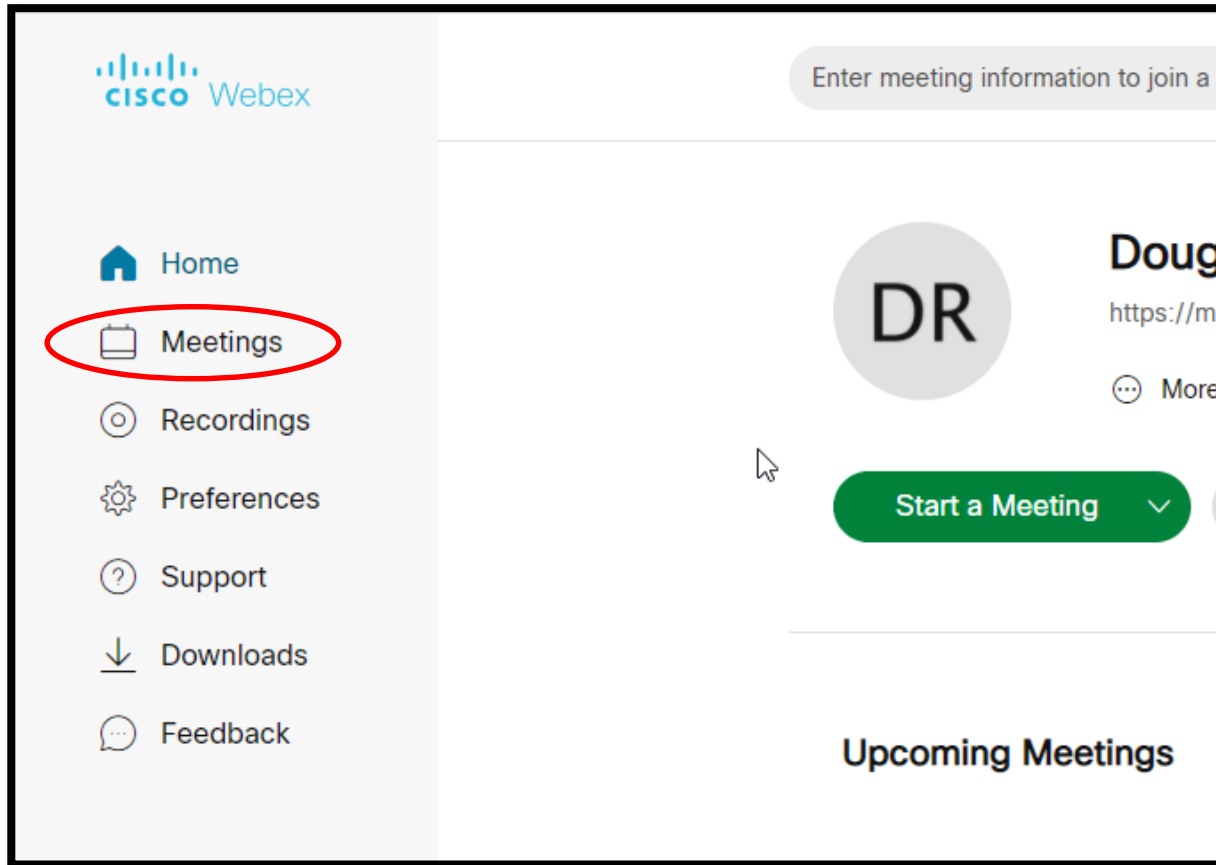 cisco Webex
Enter meeting information to join a
Home
Meetings
Recordings
Preferences
Support
Downloads
Feedback
DR
Doug
https://m
More
Start a Meeting
Upcoming Meetings